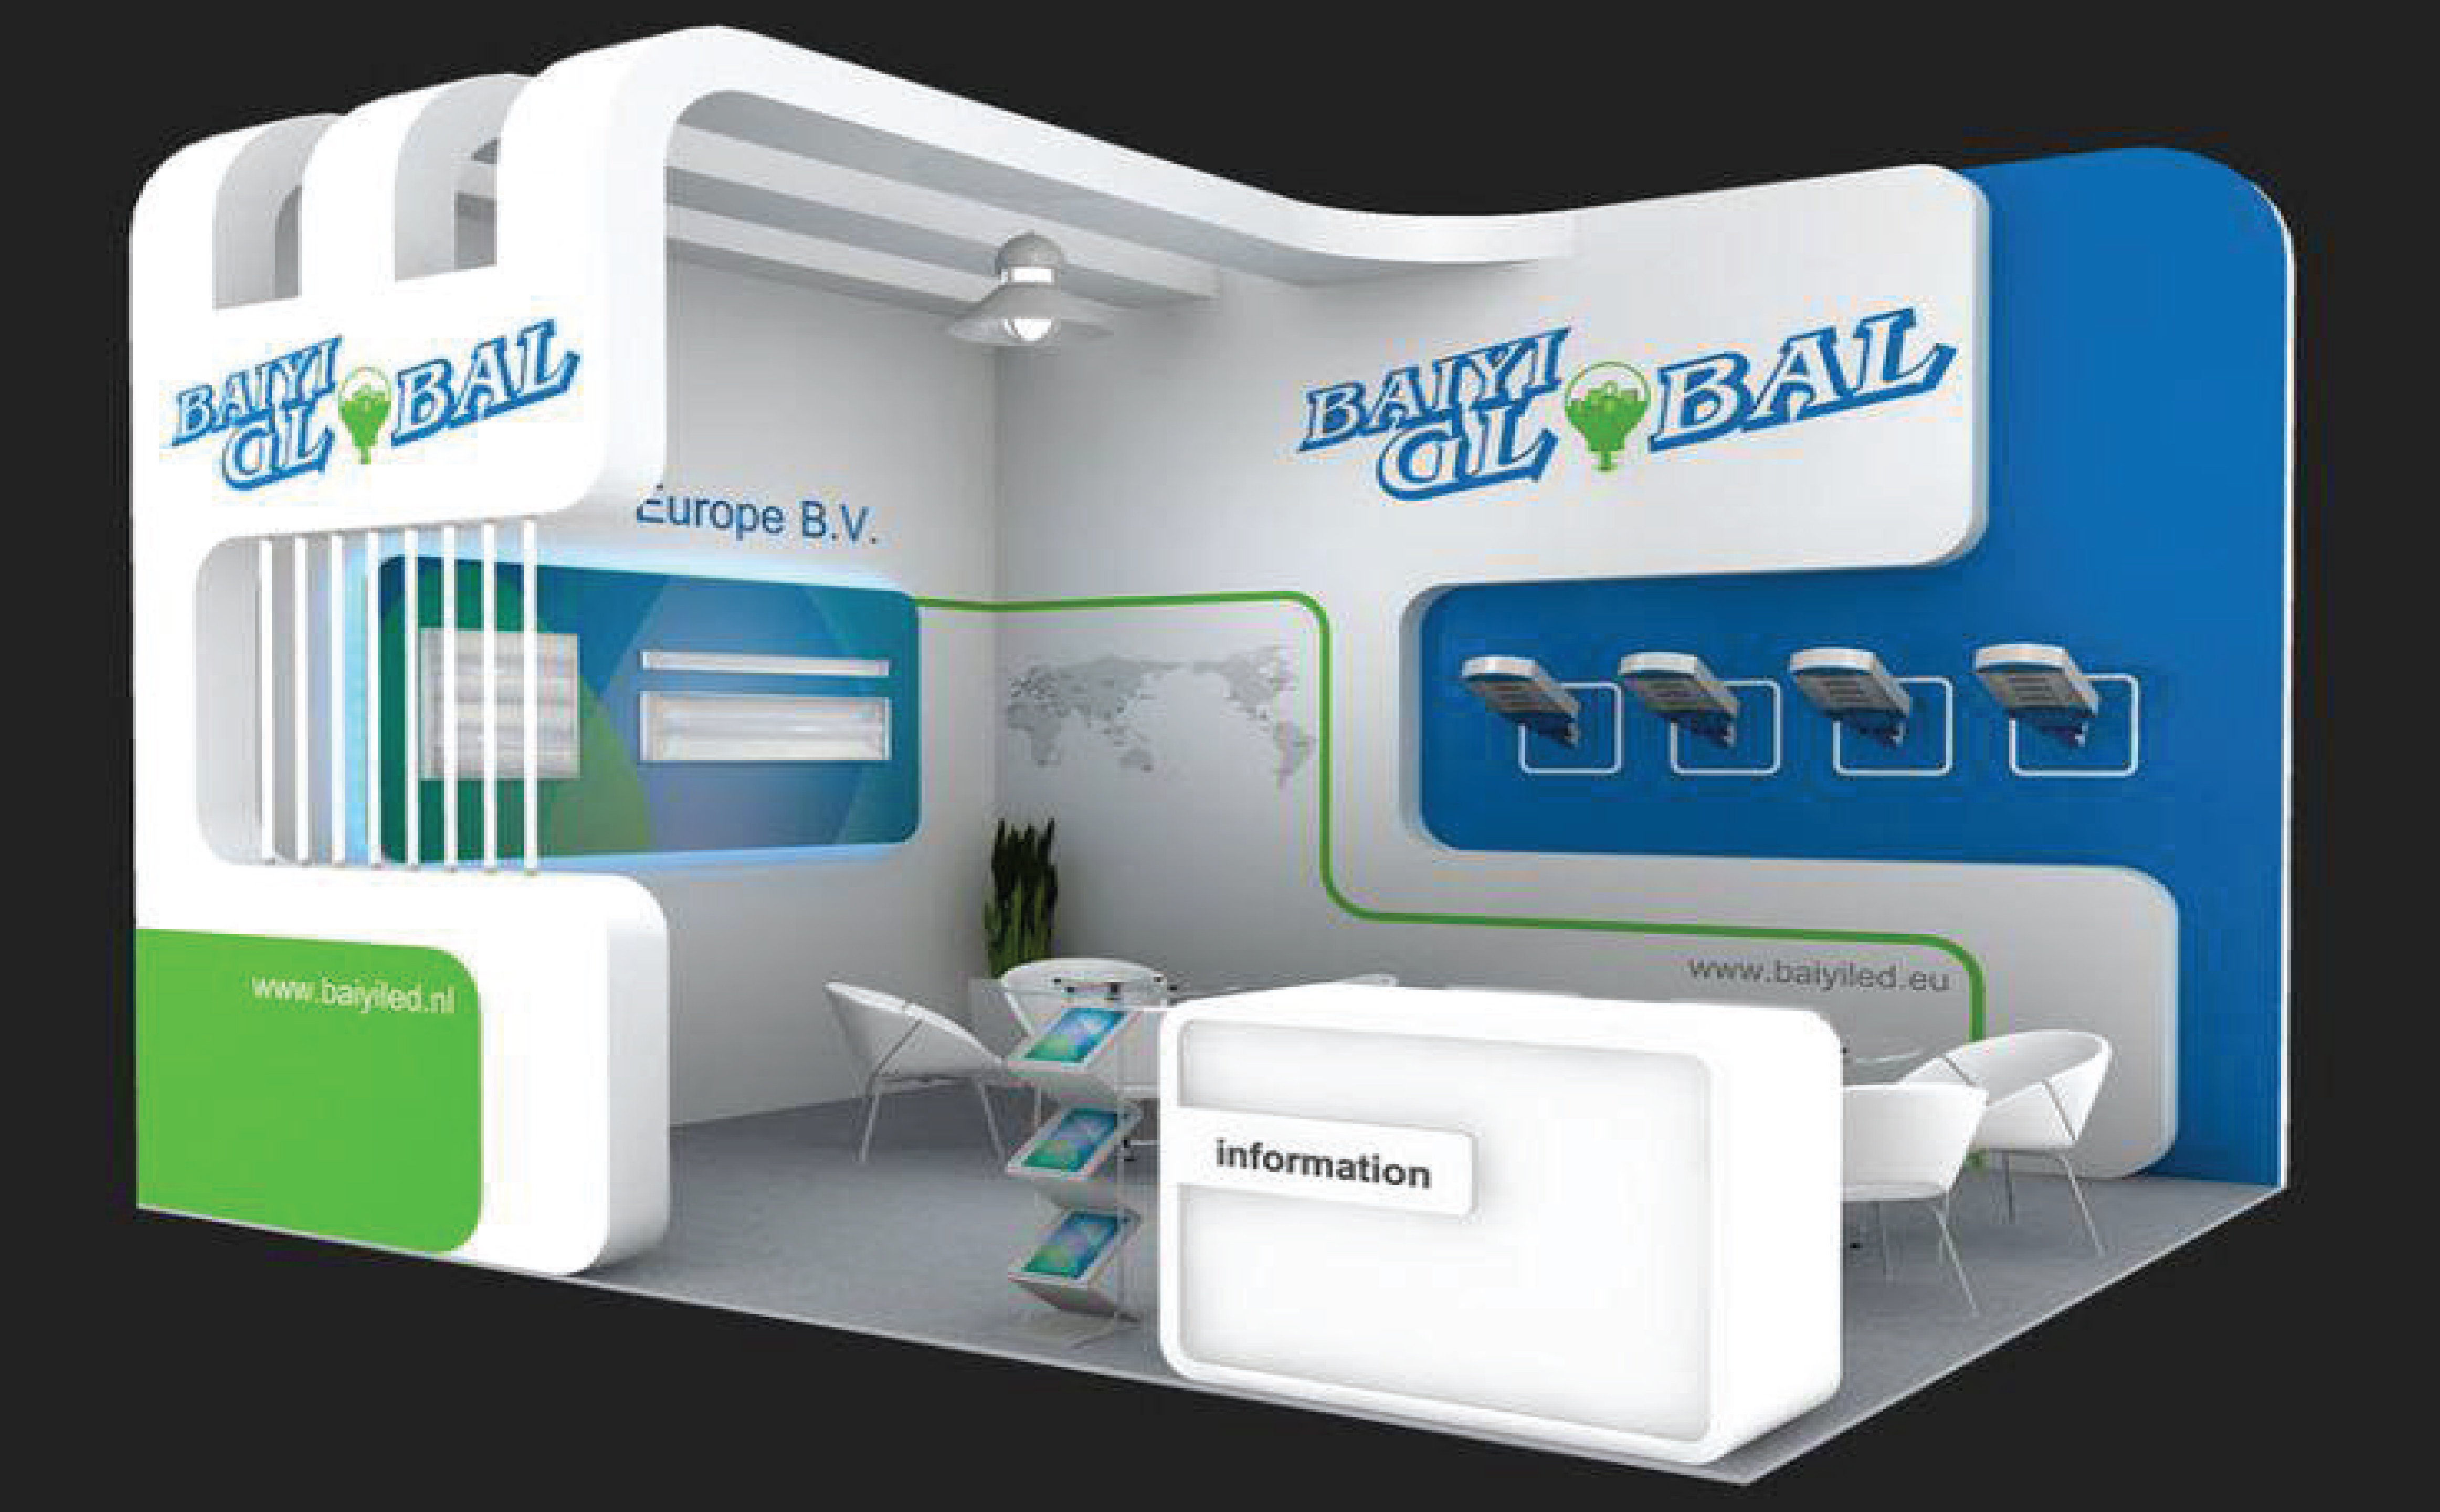 BAIYI
GLOBAL
Europe B.V.
BAIYI
GLOBAL
www.baiyiled.nl
www.baiyiled.eu
information